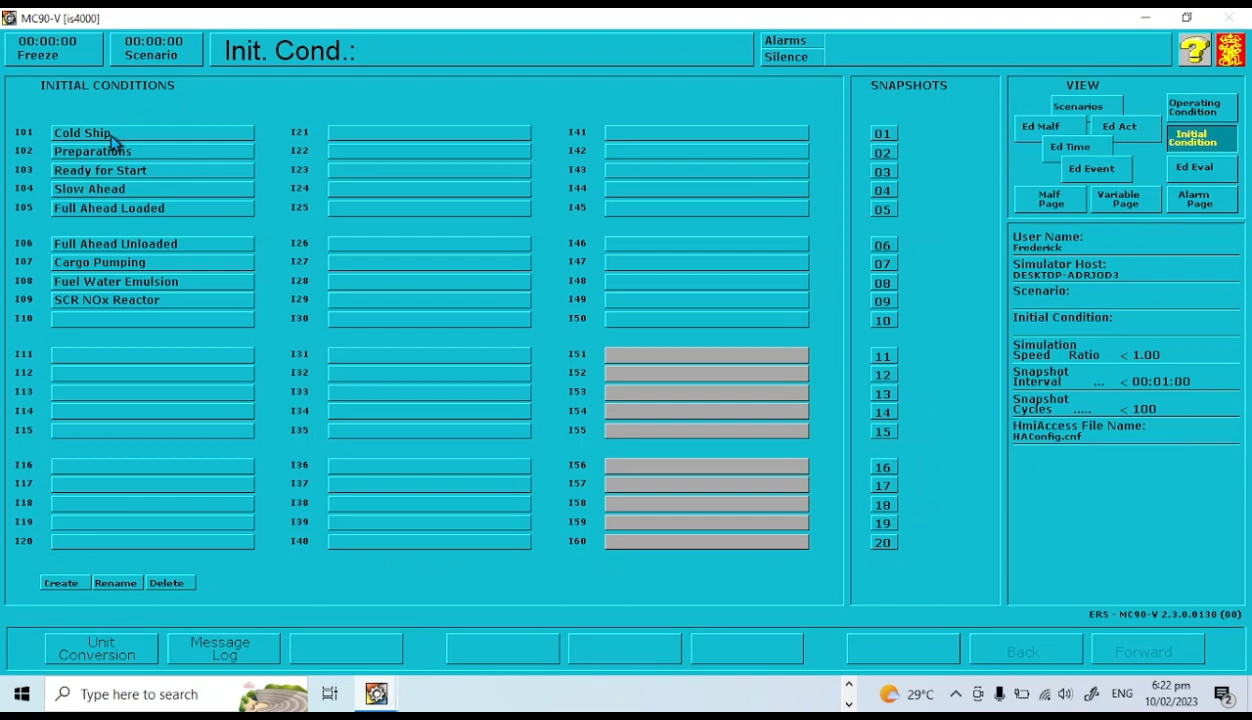 MC90-V [is4000]
00:00:00
Freeze
00:00:00
Scenario
Init. Cond.:
Alarms
Silence
INITIAL CONDITIONS
I01 Cold Ship
I02 Preparations
I03 Ready for Start
I04 Slow Ahead
I05 Full Ahead Loaded
I06 Full Ahead Unloaded
I07 Cargo Pumping
I08 Fuel Water Emulsion
I09 SCR NOx Reactor
I10
I11
I12
I13
I14
I15
I16
I17
I18
I19
I20
I21
I22
I23
I24
I25
I26
I27
I28
I29
I30
I31
I32
I33
I34
I35
I36
I37
I38
I39
I40
I41
I42
I43
I44
I45
I46
I47
I48
I49
I50
I51
I52
I53
I54
I55
I56
I57
I58
I59
I60
Create Rename Delete
SNAPSHOTS
01
02
03
04
05
06
07
08
09
10
11
12
13
14
15
16
17
18
19
20
VIEW
Scenarios
Operating
Condition
Ed Malf
Ed Act
Initial
Condition
Ed Time
Ed Event
Ed Eval
Malf
Page
Variable
Page
Alarm
Page
User Name:
Frederick
Simulator Host:
DESKTOP-ADRJOD3
Scenario:
Initial Condition:
Simulation
Speed Ratio < 1.00
Snapshot
Interval ... < 00:01:00
Snapshot
Cycles ..... < 100
HmiAccess File Name:
HAConfig.cnf
ERS - MC90-V 2.3.0.0130 (00)
Unit
Conversion
Message
Log
Back
Forward
Type here to search
29°C
ENG
6:22 pm
10/02/2023
2